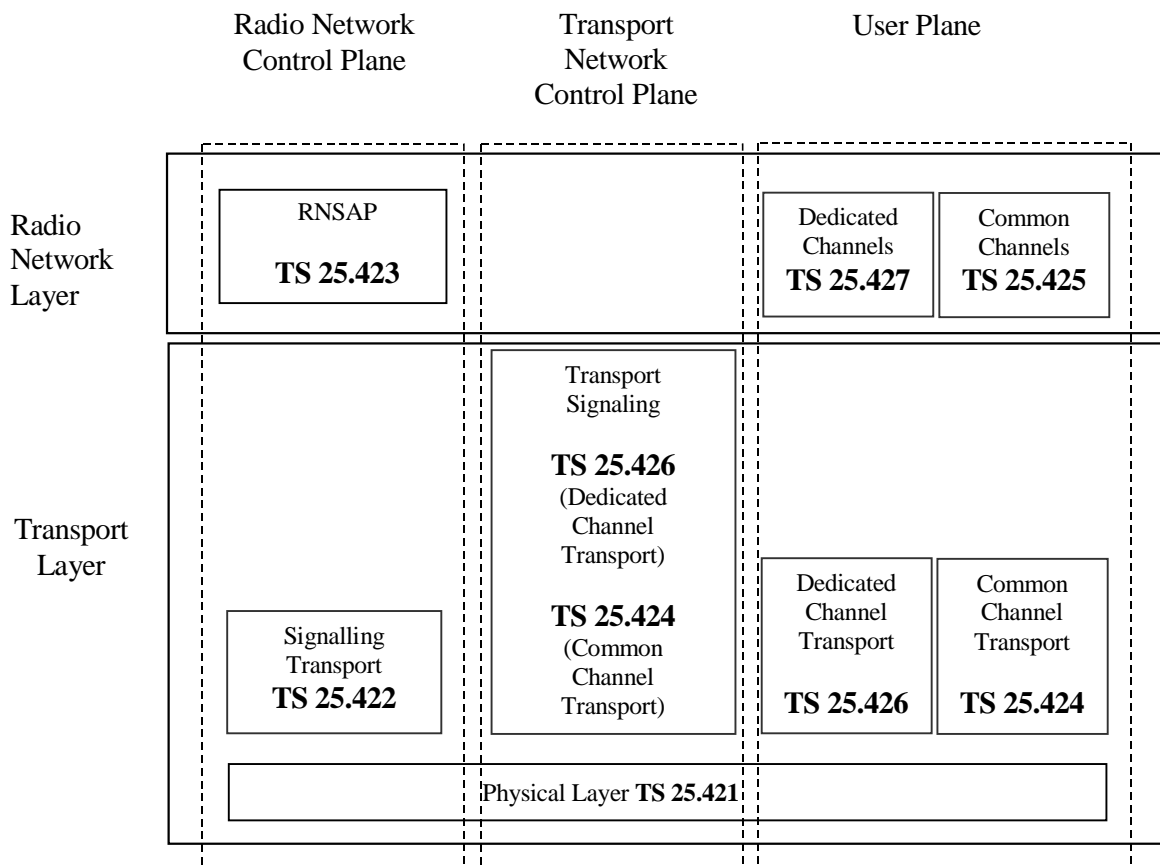 Radio Network
Control Plane
Transport
Network
Control Plane
User Plane
Radio
Network
Layer
RNSAP
TS 25.423
Dedicated
Channels
TS 25.427
Common
Channels
TS 25.425
Transport
Layer
Transport
Signaling
TS 25.426
(Dedicated
Channel
Transport)
TS 25.424
(Common
Channel
Transport)
Signalling
Transport
TS 25.422
Dedicated
Channel
Transport
TS 25.426
Common
Channel
Transport
TS 25.424
Physical Layer TS 25.421